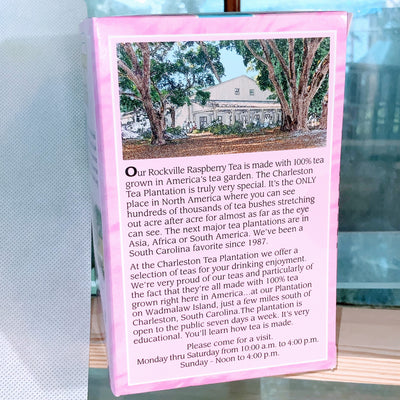 Our Rockville Raspberry Tea is made with 100% tea
grown in America's tea garden. The Charleston
Tea Plantation is truly very special. It's the ONLY
place in North America where you can see
hundreds of thousands of tea bushes stretching
out acre after acre for almost as far as the eye
can see. The next major tea plantations are in
Asia, Africa or South America. We've been a
South Carolina favorite since 1987.
At the Charleston Tea Plantation we offer a
selection of teas for your drinking enjoyment.
We're very proud of our teas and particularly of
the fact that they're all made with 100% tea
grown right here in America...at our Plantation
on Wadmalaw Island, just a few miles south of
Charleston, South Carolina.The plantation is
open to the public seven days a week. It's very
educational. You'll learn how tea is made.
Please come for a visit.
Monday thru Saturday from 10:00 a.m. to 4:00 p.m.
Sunday - Noon to 4:00 p.m.